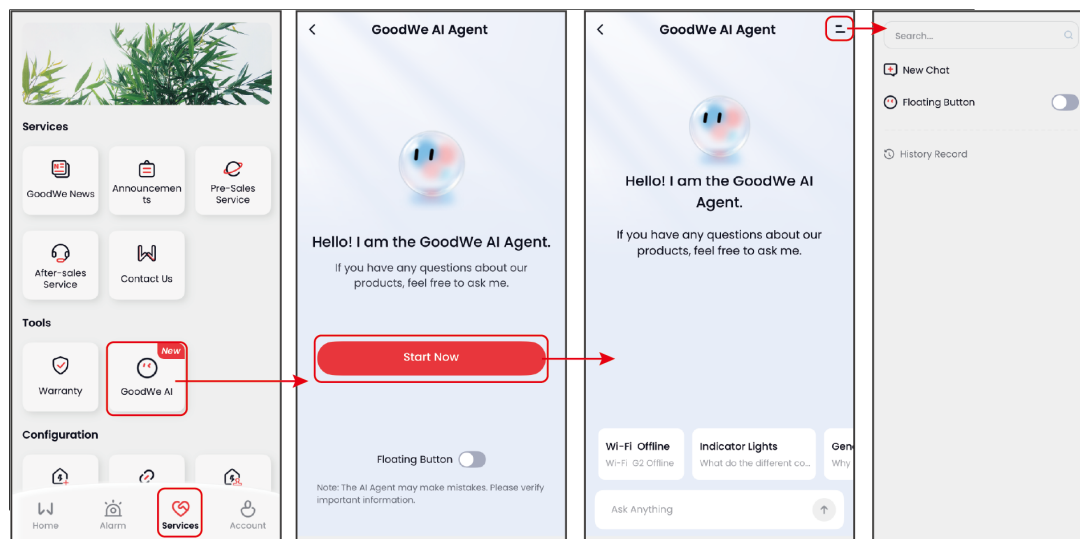 Services
GoodWe News
Announcemen
ts
Pre-Sales
Service
After-sales
Service
Contact Us
Tools
New
Warranty
GoodWe AI
Configuration
Home
Alarm
Services
Account
GoodWe AI Agent
Hello! I am the GoodWe AI Agent.
If you have any questions about our
products, feel free to ask me.
Start Now
Floating Button
Note: The AI Agent may make mistakes. Please verify
important information.
GoodWe AI Agent
Hello! I am the GoodWe AI
Agent.
If you have any questions about our
products, feel free to ask me.
Wi-Fi Offline
Wi-Fi G2 Offline
Indicator Lights
What do the different co...
Gen
Why
Ask Anything
Search...
New Chat
Floating Button
History Record